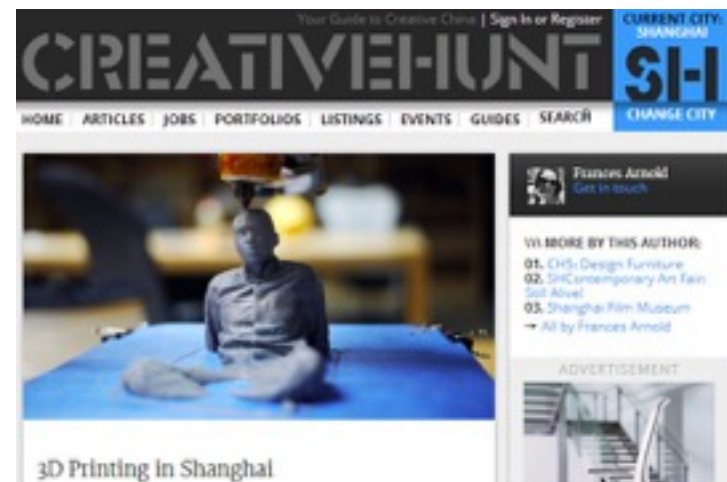 Your Guide to Creative China | Sign In or Register
CREATIVEHUNT
CURRENT CITY:
SHANGHAI
SH
CHANGE CITY
HOME ARTICLES JOBS PORTFOLIOS LISTINGS EVENTS GUIDES SEARCH
Frances Arnold
Get in touch
\\\ MORE BY THIS AUTHOR:
01. CHS: Design Furniture
02. SHContemporary Art Fair:
Still Alive!
03. Shanghai Film Museum
→ All by Frances Arnold
ADVERTISEMENT
3D Printing in Shanghai